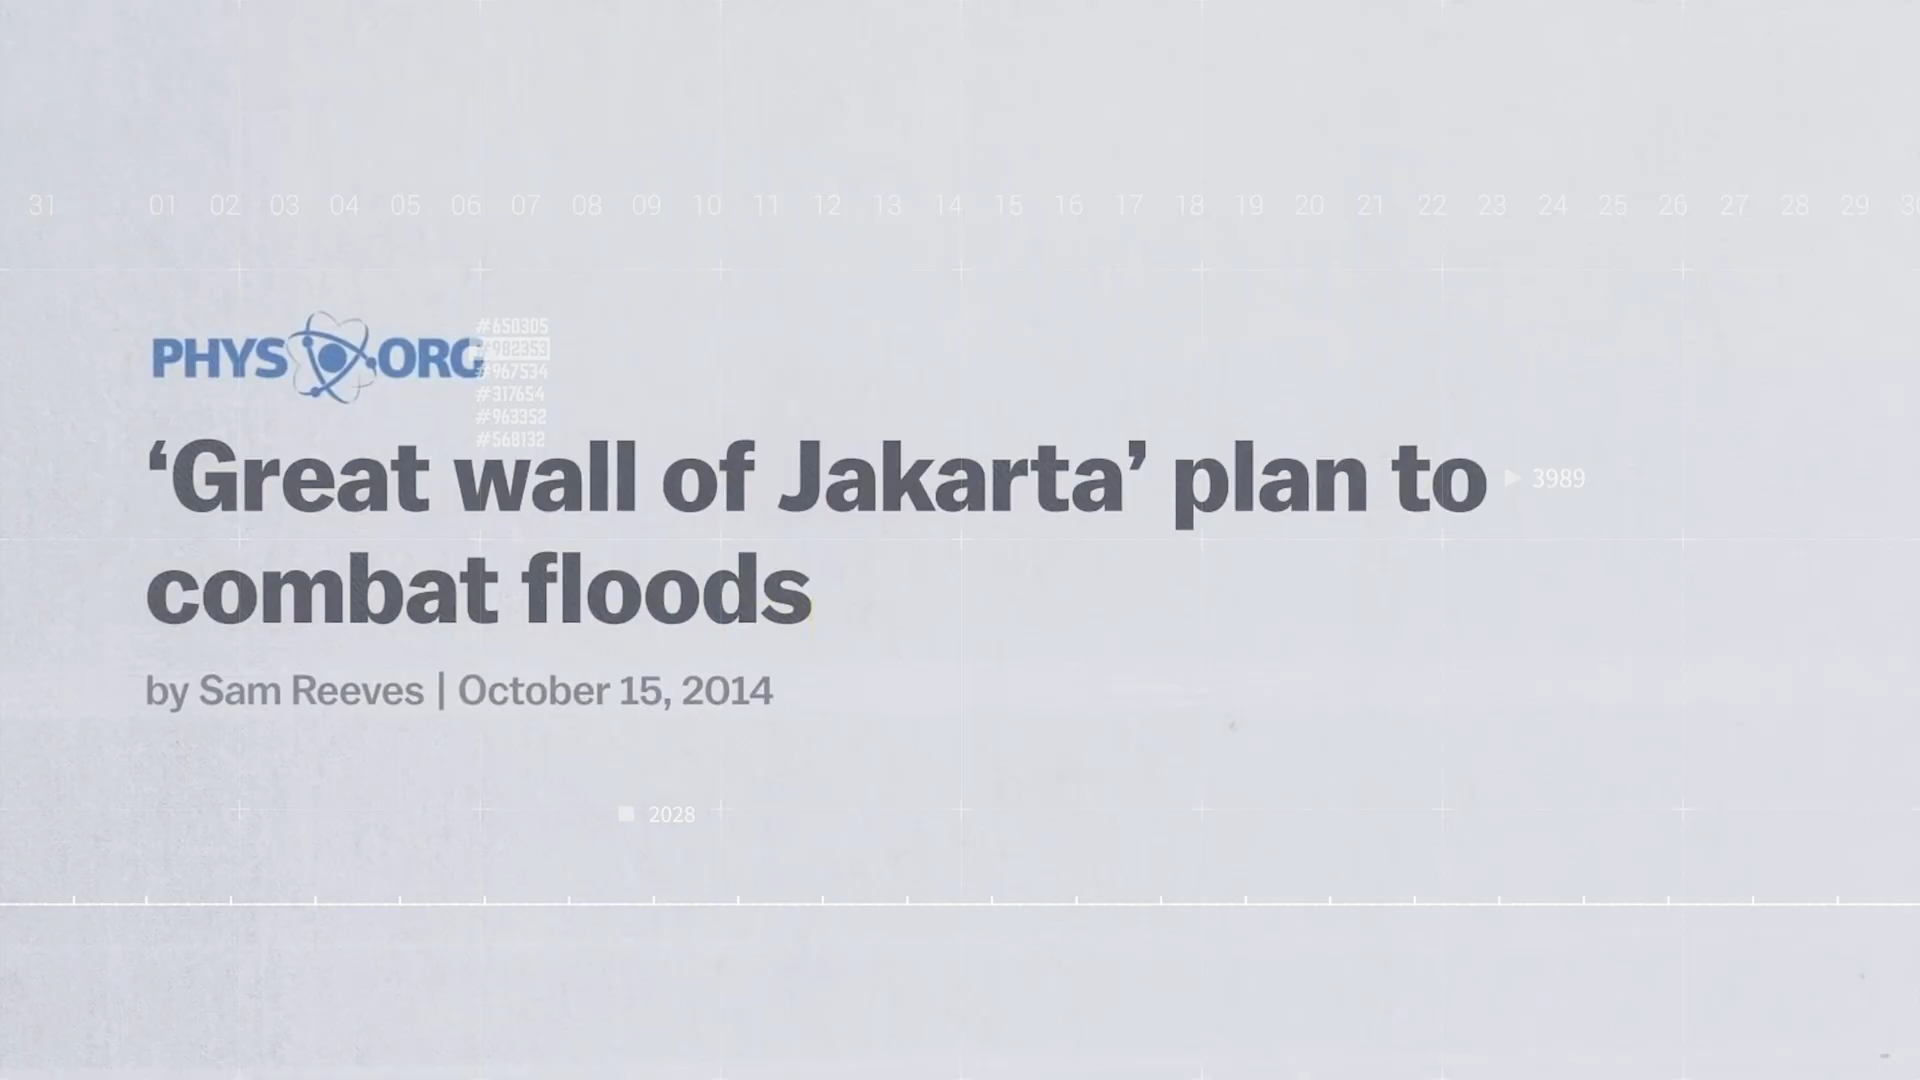 31 01 02 03 04 05 06 07 08 09 10 11 12 13 14 15 16 17 18 19 20 21 22 23 24 25 26 27 28 29 30
PHYS ORG
#650305
#982353
#967534
#317654
#963352
#568132
‘Great wall of Jakarta’ plan to
3989
combat floods
by Sam Reeves | October 15, 2014
2028